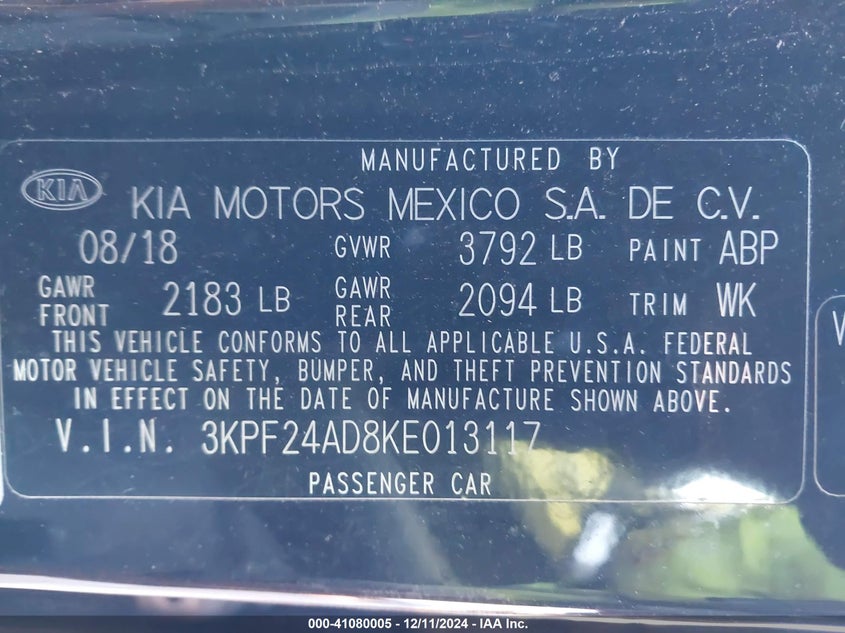 MANUFACTURED BY
KIA KIA MOTORS MEXICO S.A. DE C.V.
08/18 GVWR 3792 LB PAINT ABP
GAWR FRONT 2183 LB GAWR REAR 2094 LB TRIM WK
THIS VEHICLE CONFORMS TO ALL APPLICABLE U.S.A. FEDERAL
MOTOR VEHICLE SAFETY, BUMPER, AND THEFT PREVENTION STANDARDS
IN EFFECT ON THE DATE OF MANUFACTURE SHOWN ABOVE.
V.I.N. 3KPF24AD8KE013117
PASSENGER CAR
V
000-41080005 - 12/11/2024 - IAA Inc.